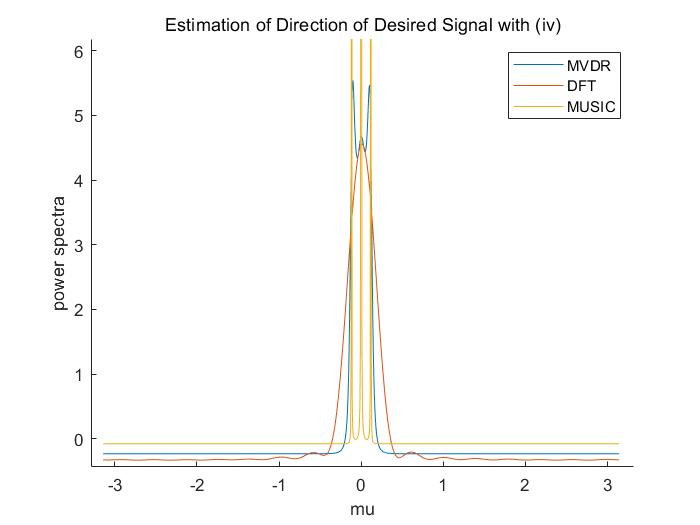 Estimation of Direction of Desired Signal with (iv)
MVDR
DFT
MUSIC
power spectra
6
5
4
3
2
1
0
-3
-2
-1
0
1
2
3
mu